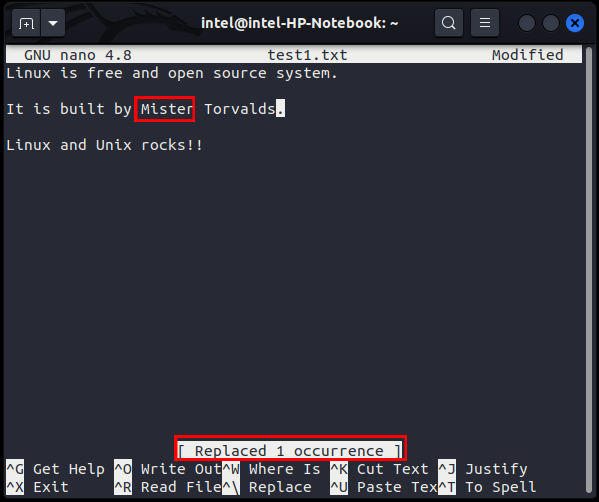 intel@intel-HP-Notebook: ~
GNU nano 4.8 test1.txt Modified
Linux is free and open source system.
It is built by Mister Torvalds.
Linux and Unix rocks!!
[ Replaced 1 occurrence ]
^G Get Help ^O Write Out ^W Where Is ^K Cut Text ^J Justify
^X Exit ^R Read File ^\ Replace ^U Paste Tex ^T To Spell